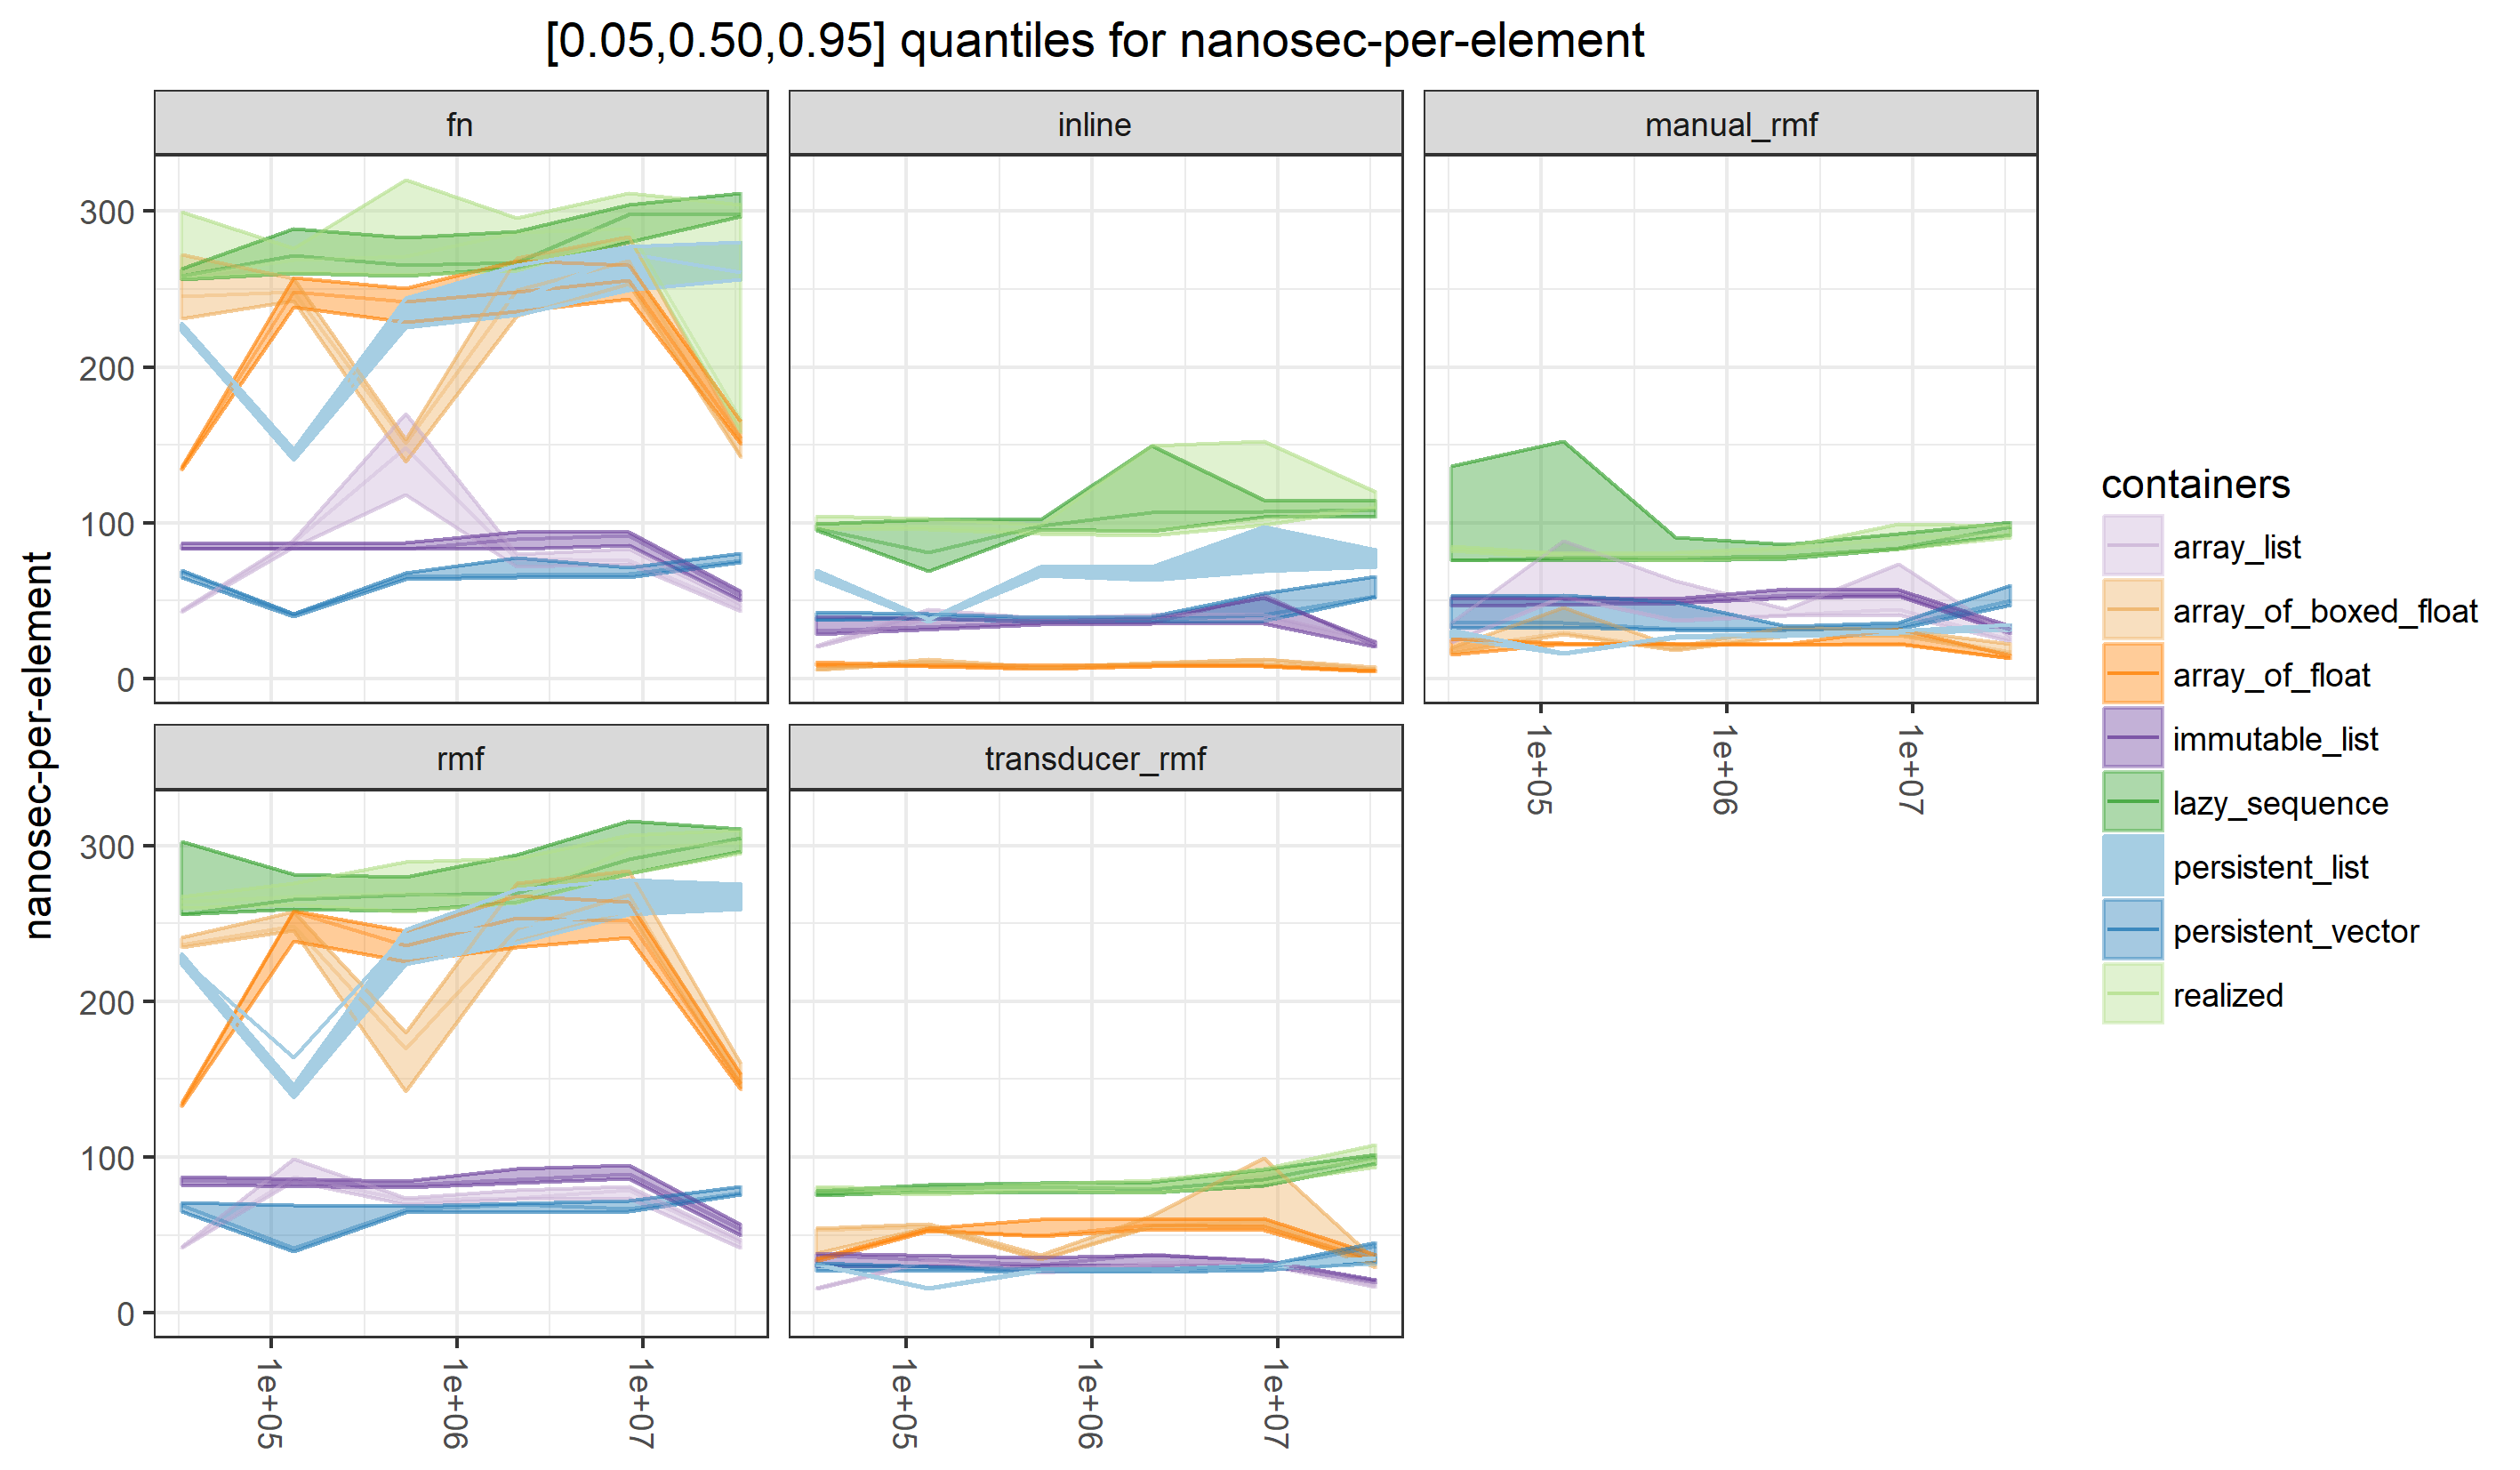 [0.05,0.50,0.95] quantiles for nanosec-per-element
fn
inline
manual_rmf
300
200
100
0
nanosec-per-element
1e+05
1e+06
1e+07
rmf
transducer_rmf
300
200
100
0
1e+05
1e+06
1e+07
1e+05
1e+06
1e+07
containers
array_list
array_of_boxed_float
array_of_float
immutable_list
lazy_sequence
persistent_list
persistent_vector
realized